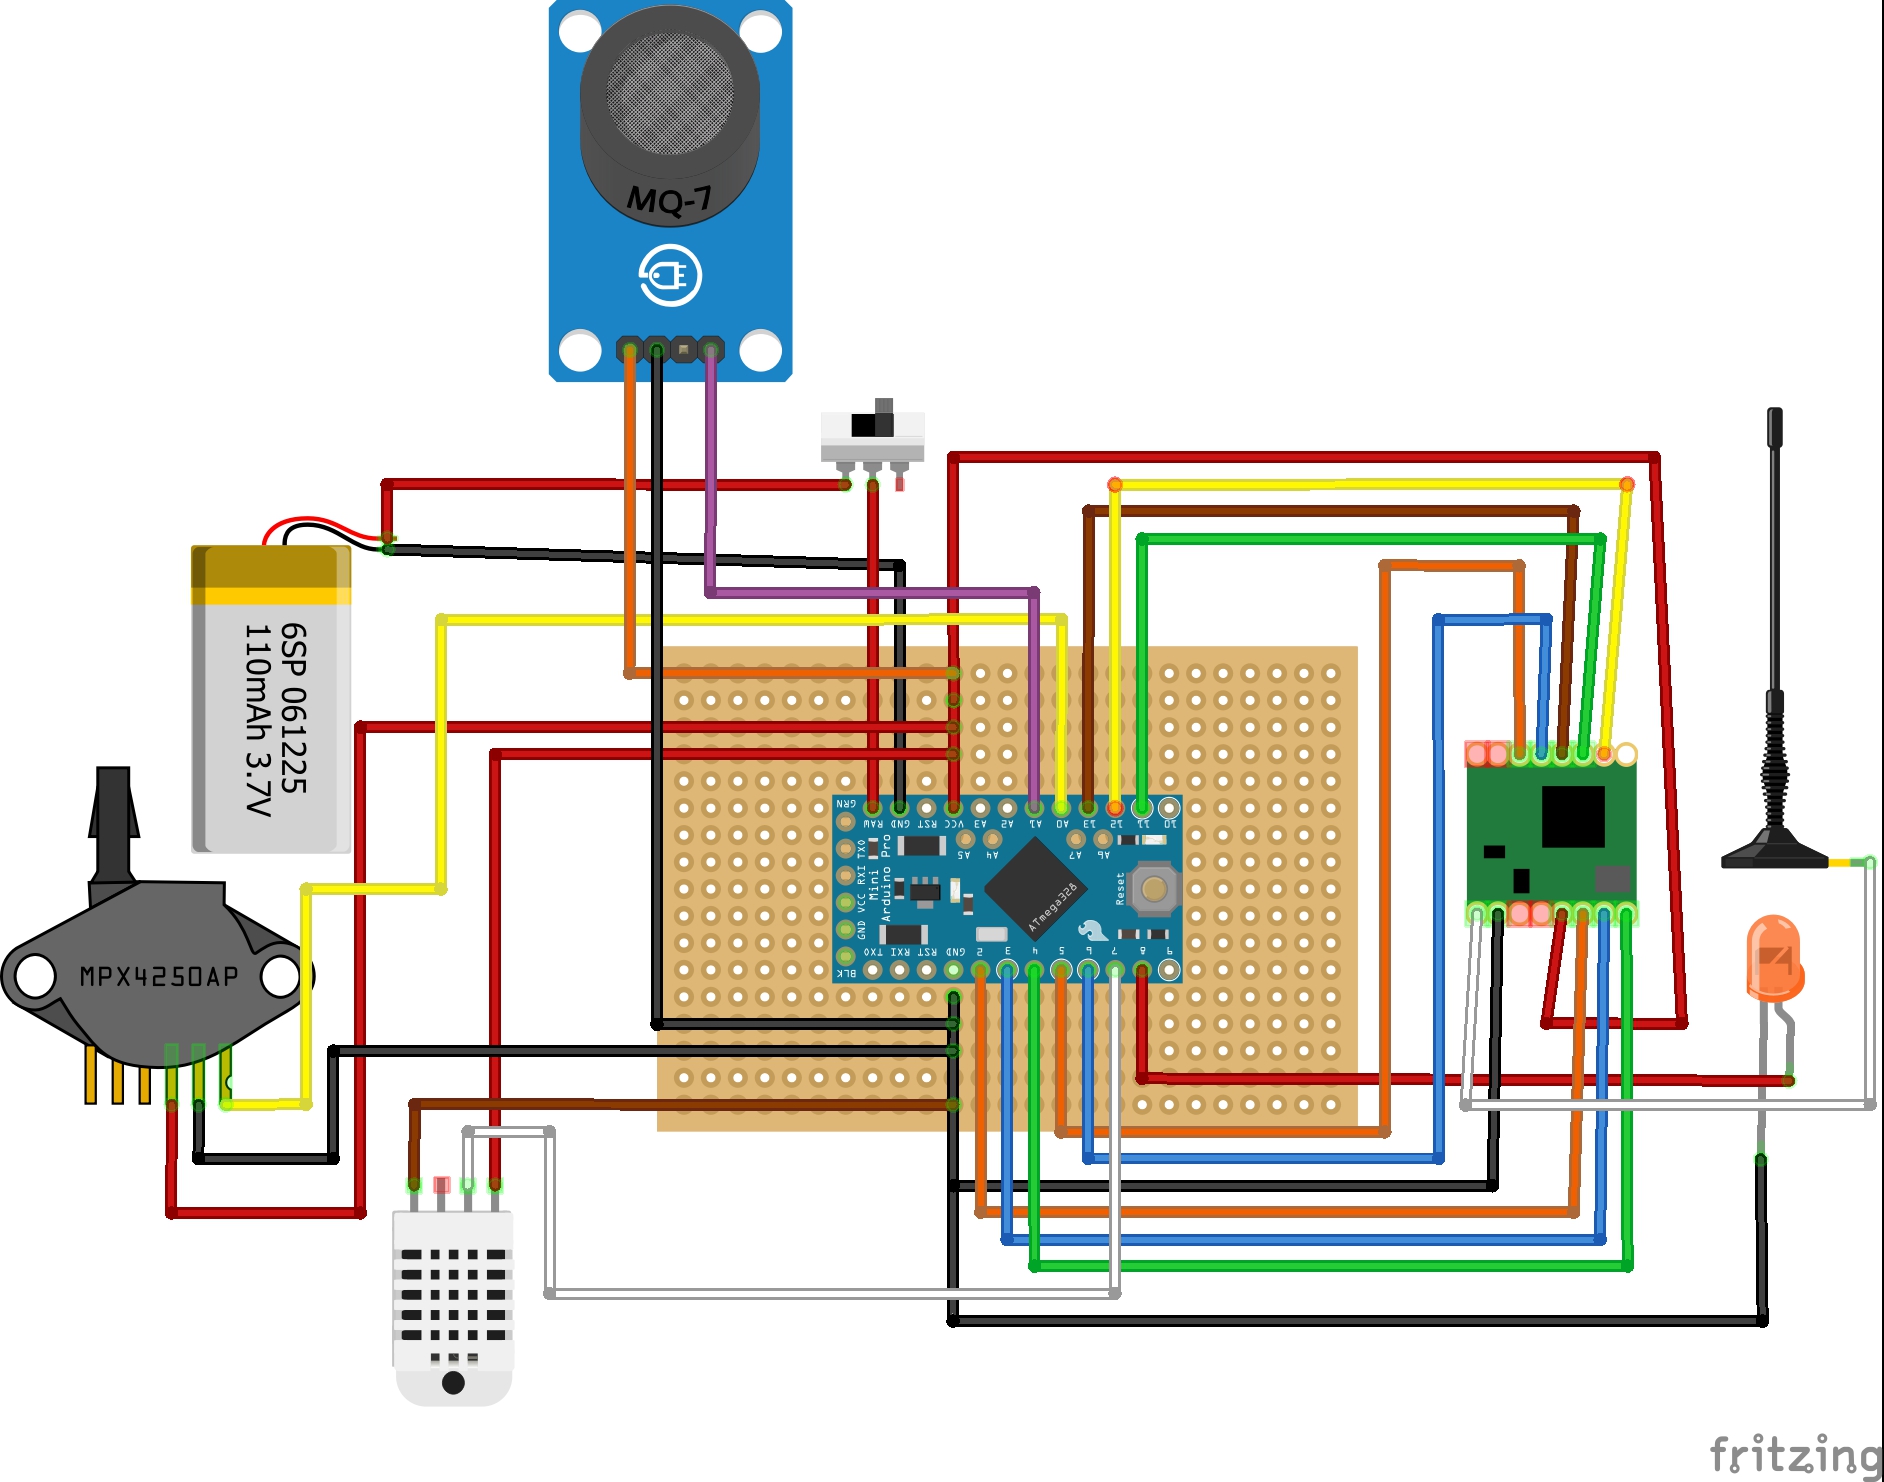 MQ-7
6SP 061225
110mAh 3.7V
MPX4250AP
GRN
RAW
GND
RST
VCC
A3
A2
A1
A0
13
12
11
10
A5
A4
A7
A6
TX0
RXI
VCC
GND
BLK
Arduino Pro
Mini
ATmega328
Reset
TX0
RXI
RST
GND
2
3
4
5
6
7
8
9
fritzing